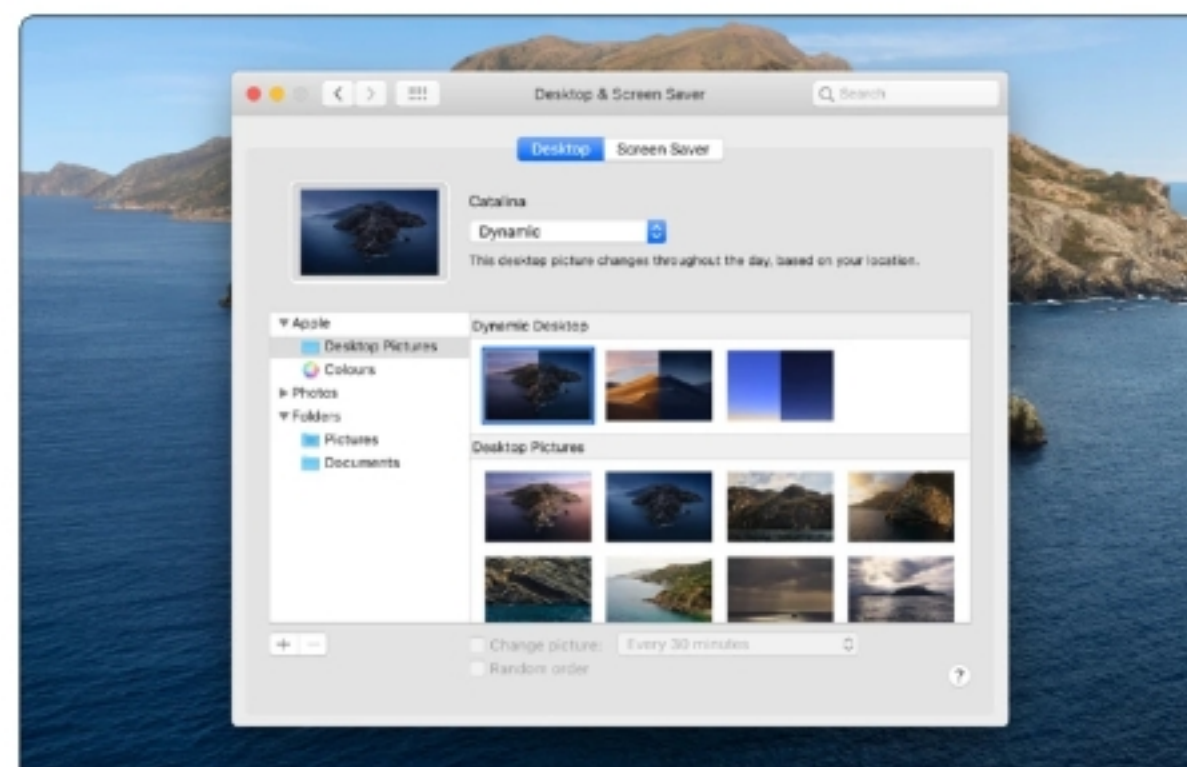 Desktop & Screen Saver
Search
Desktop
Screen Saver
Catalina
Dynamic
This desktop picture changes throughout the day, based on your location.
Apple
Desktop Pictures
Colours
Photos
Folders
Pictures
Documents
Dynamic Desktop
Desktop Pictures
+
−
Change picture:
Every 30 minutes
Random order
?